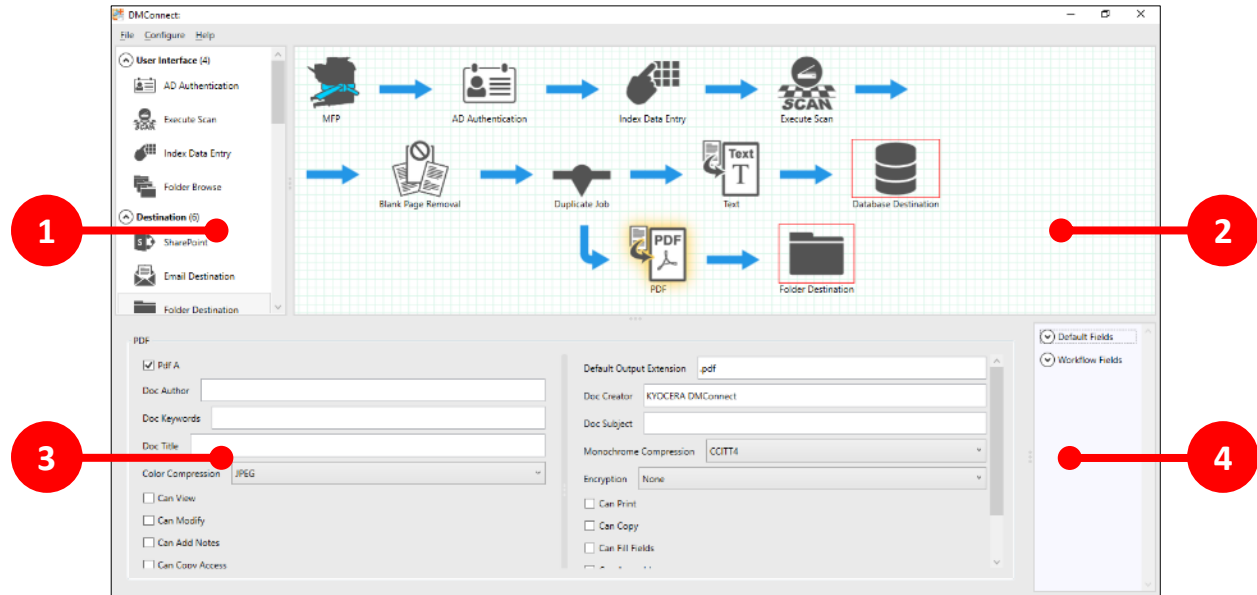 DMConnect:
File Configure Help
User Interface (4)
AD Authentication
Execute Scan
Index Data Entry
Folder Browse
Destination (6)
SharePoint
Email Destination
Folder Destination
MFP
AD Authentication
Index Data Entry
SCAN
Execute Scan
Blank Page Removal
Duplicate Job
Text
T
Text
Database Destination
PDF
PDF
Folder Destination
1
2
PDF
Pdf A
Doc Author
Doc Keywords
Doc Title
Color Compression JPEG
Can View
Can Modify
Can Add Notes
Can Copy Access
Default Output Extension .pdf
Doc Creator KYOCERA DMConnect
Doc Subject
Monochrome Compression CCITT4
Encryption None
Can Print
Can Copy
Can Fill Fields
Default Fields
Workflow Fields
3
4